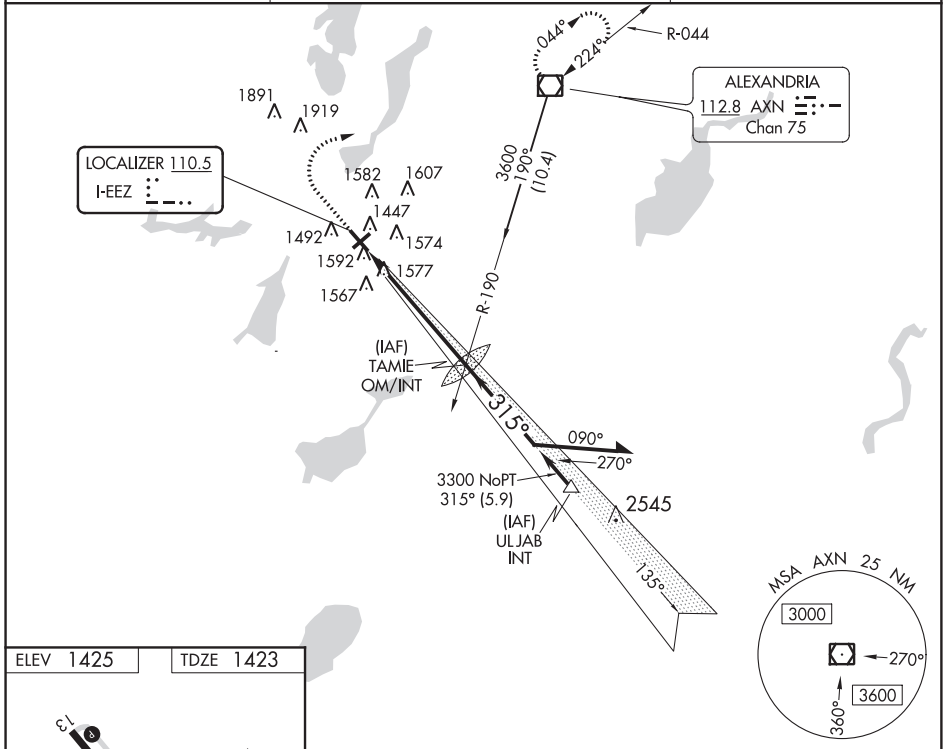 R-044
044°
224°
ALEXANDRIA
112.8 AXN
Chan 75
1891
1919
LOCALIZER 110.5
I-EEZ
3600
190°
(10.4)
1582
1607
1447
1492
1574
1592
1577
1567
R-190
(IAF)
TAMIE
OM/INT
315°
090°
270°
3300 NoPT
315° (5.9)
2545
(IAF)
ULJAB
INT
135°
MSA AXN 25 NM
3000
270°
3600
360°
ELEV 1425
TDZE 1423
13
P